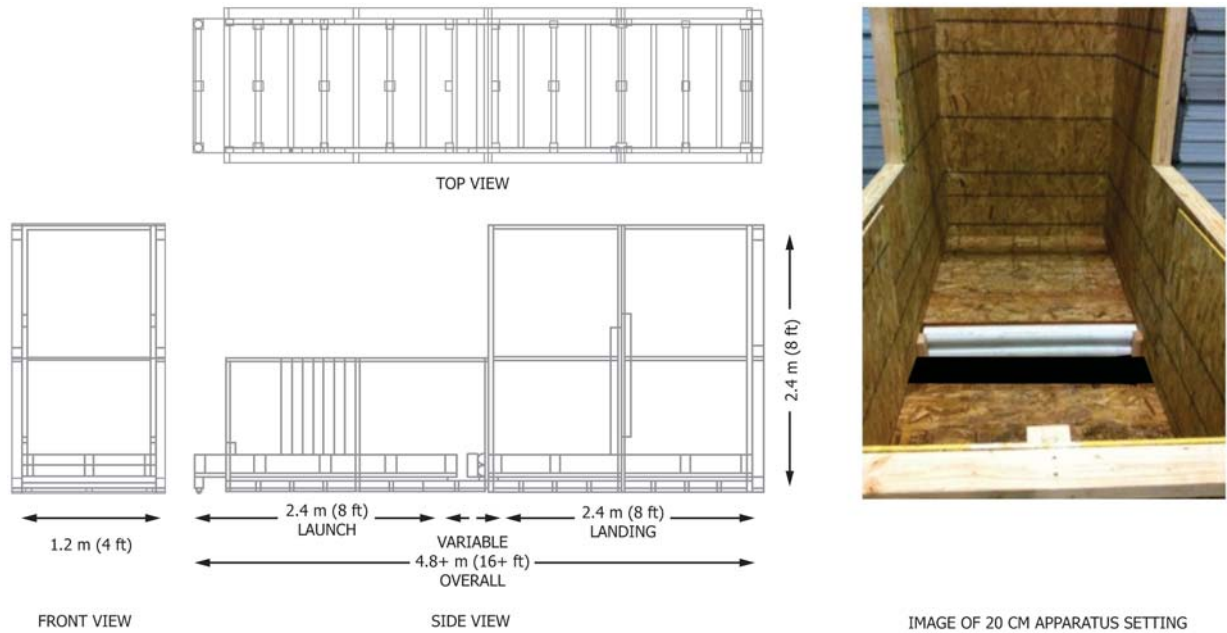 TOP VIEW
2.4 m (8 ft)
1.2 m (4 ft)
2.4 m (8 ft)
LAUNCH
VARIABLE
2.4 m (8 ft)
LANDING
4.8+ m (16+ ft)
OVERALL
FRONT VIEW
SIDE VIEW
IMAGE OF 20 CM APPARATUS SETTING